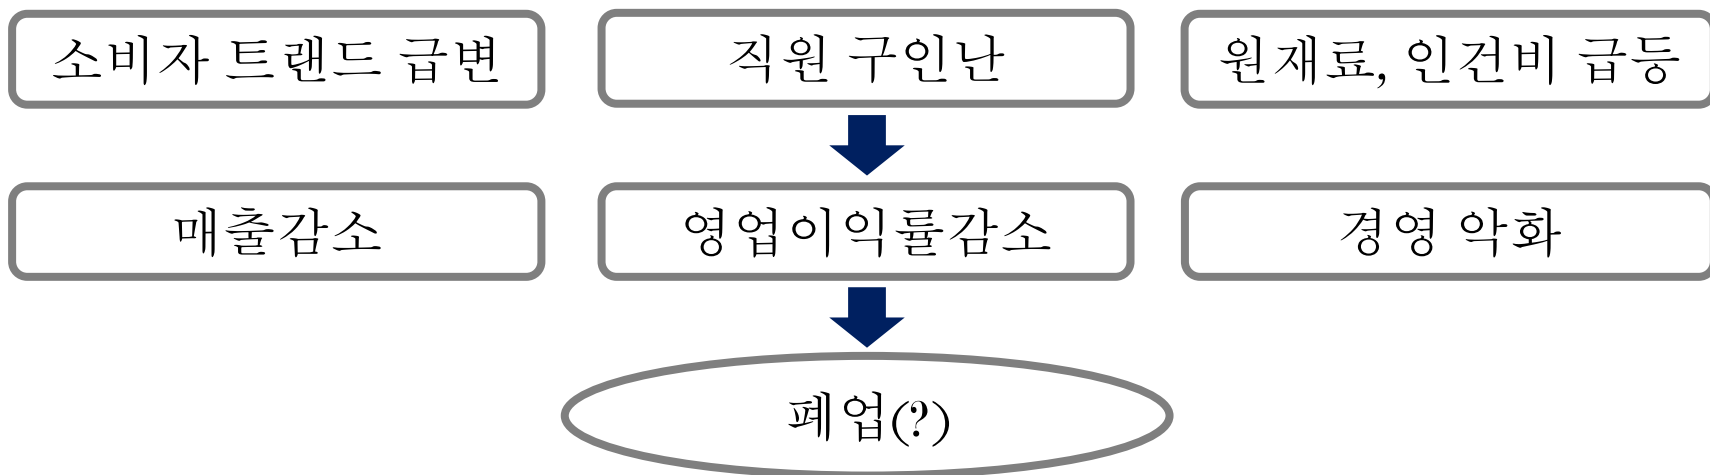 소비자 트랜드 급변
직원 구인난
원재료, 인건비 급등
매출감소
영업이익률감소
경영 악화
폐업(?)